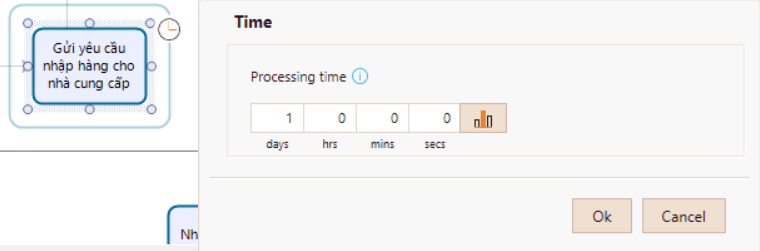 Gửi yêu cầu
nhập hàng cho
nhà cung cấp
Nh
Time
Processing time
1 0 0 0
days hrs mins secs
Ok Cancel